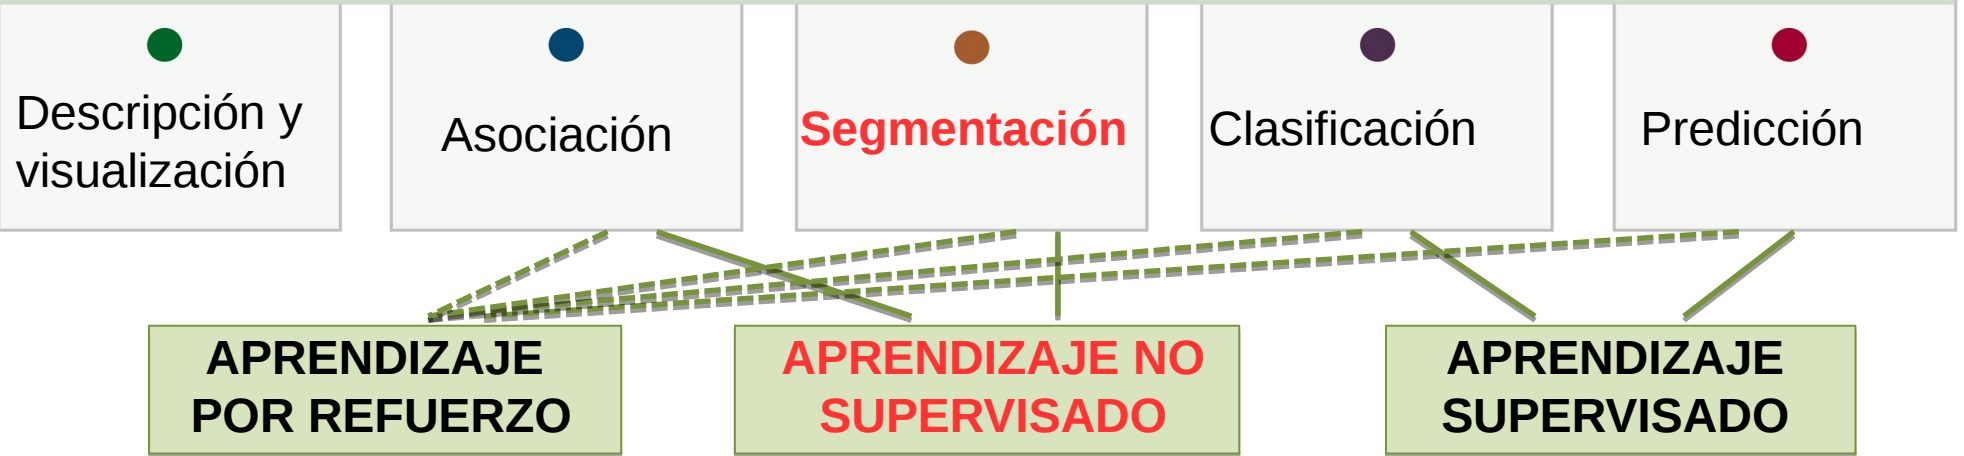 Descripción y
visualización
Asociación
Segmentación
Clasificación
Predicción
APRENDIZAJE
POR REFUERZO
APRENDIZAJE NO
SUPERVISADO
APRENDIZAJE
SUPERVISADO